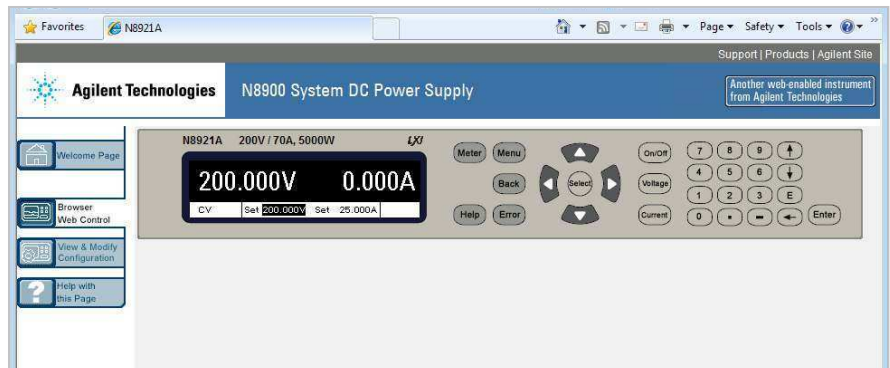 Favorites N8921A Page Safety Tools
Support | Products | Agilent Site
Agilent Technologies N8900 System DC Power Supply Another web-enabled instrument
from Agilent Technologies
Welcome Page
Browser
Web Control
View & Modify
Configuration
Help with
this Page
N8921A 200V / 70A, 5000W LXI
200.000V 0.000A
CV Set 200.000V Set 25.000A
Meter Menu
Back
Help Error
Select
On/Off
Voltage
Current
7 8 9
4 5 6
1 2 3 E
0 . - Enter